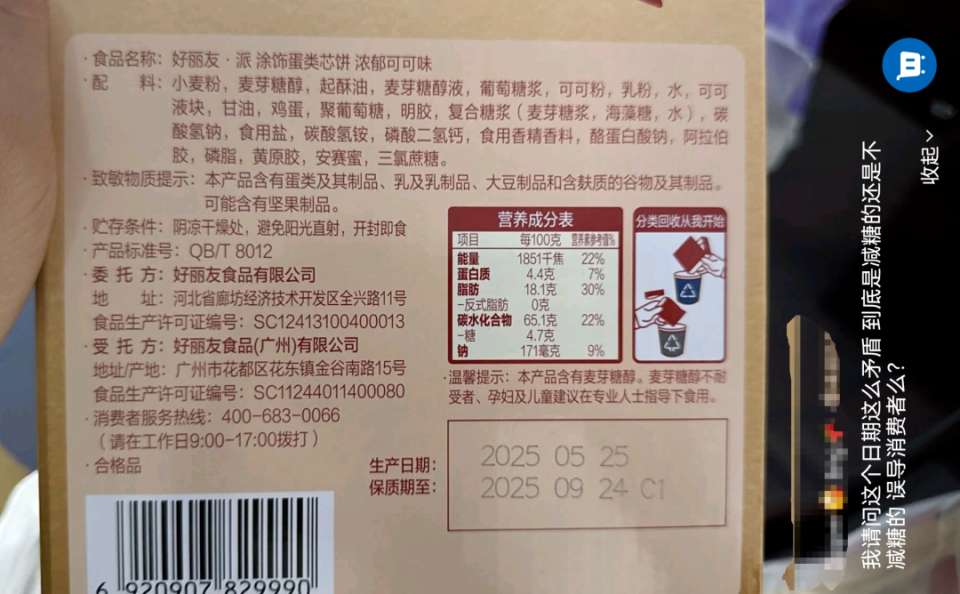 ·食品名称：好丽友·派 涂饰蛋类芯饼 浓郁可可味
·配 料：小麦粉，麦芽糖醇，起酥油，麦芽糖醇液，葡萄糖浆，可可粉，乳粉，水，可可
液块，甘油，鸡蛋，聚葡萄糖，明胶，复合糖浆（麦芽糖浆，海藻糖，水），碳
酸氢钠，食用盐，碳酸氢铵，磷酸二氢钙，食用香精香料，酪蛋白酸钠，阿拉伯
胶，磷脂，黄原胶，安赛蜜，三氯蔗糖。
·致敏物质提示：本产品含有蛋类及其制品、乳及乳制品、大豆制品和含麸质的谷物及其制品。
可能含有坚果制品。
·贮存条件：阴凉干燥处，避免阳光直射，开封即食
·产品标准号：QB/T 8012
·委 托 方：好丽友食品有限公司
地 址：河北省廊坊经济技术开发区全兴路11号
食品生产许可证编号：SC12413100400013
·受 托 方：好丽友食品(广州)有限公司
地址/产地：广州市花都区花东镇金谷南路15号
食品生产许可证编号：SC11244011400080
·消费者服务热线：400-683-0066
（请在工作日9:00-17:00拨打）
·合格品
营养成分表
项目 每100克 营养素参考值%
能量 1851千焦 22%
蛋白质 4.4克 7%
脂肪 18.1克 30%
-反式脂肪 0克
碳水化合物 65.1克 22%
-糖 4.7克
钠 171毫克 9%
分类回收从我开始
·温馨提示：本产品含有麦芽糖醇。麦芽糖醇不耐
受者、孕妇及儿童建议在专业人士指导下食用。
生产日期：2025 05 25
保质期至：2025 09 24 C1
6 920907 829990
我请问这个日期这么矛盾 到底是减糖的还是不
减糖的 误导消费者么？
收起